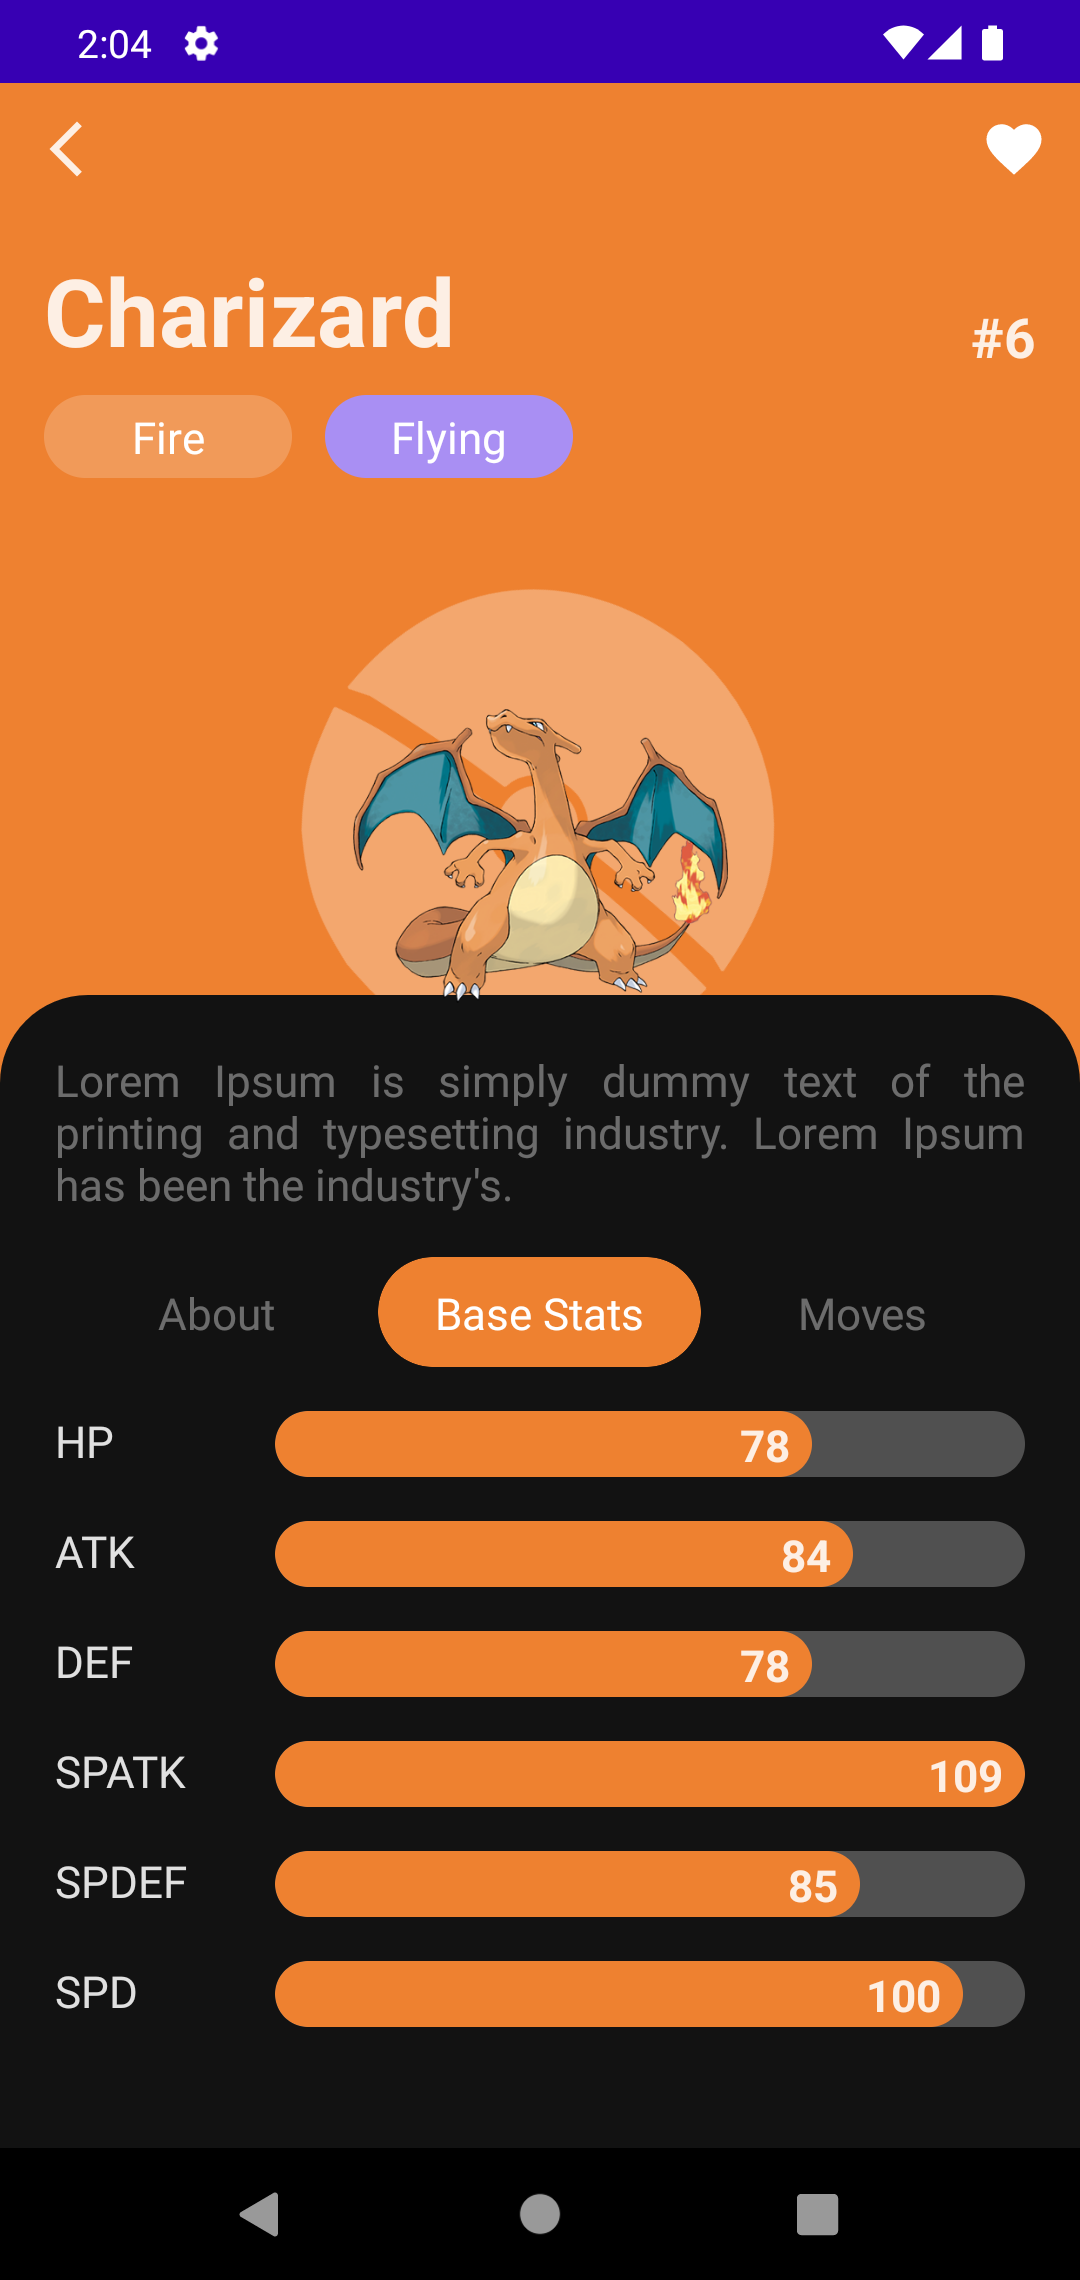 2:04
Charizard
#6
Fire Flying
Lorem Ipsum is simply dummy text of the
printing and typesetting industry. Lorem Ipsum
has been the industry's.
About Base Stats Moves
HP 78
ATK 84
DEF 78
SPATK 109
SPDEF 85
SPD 100